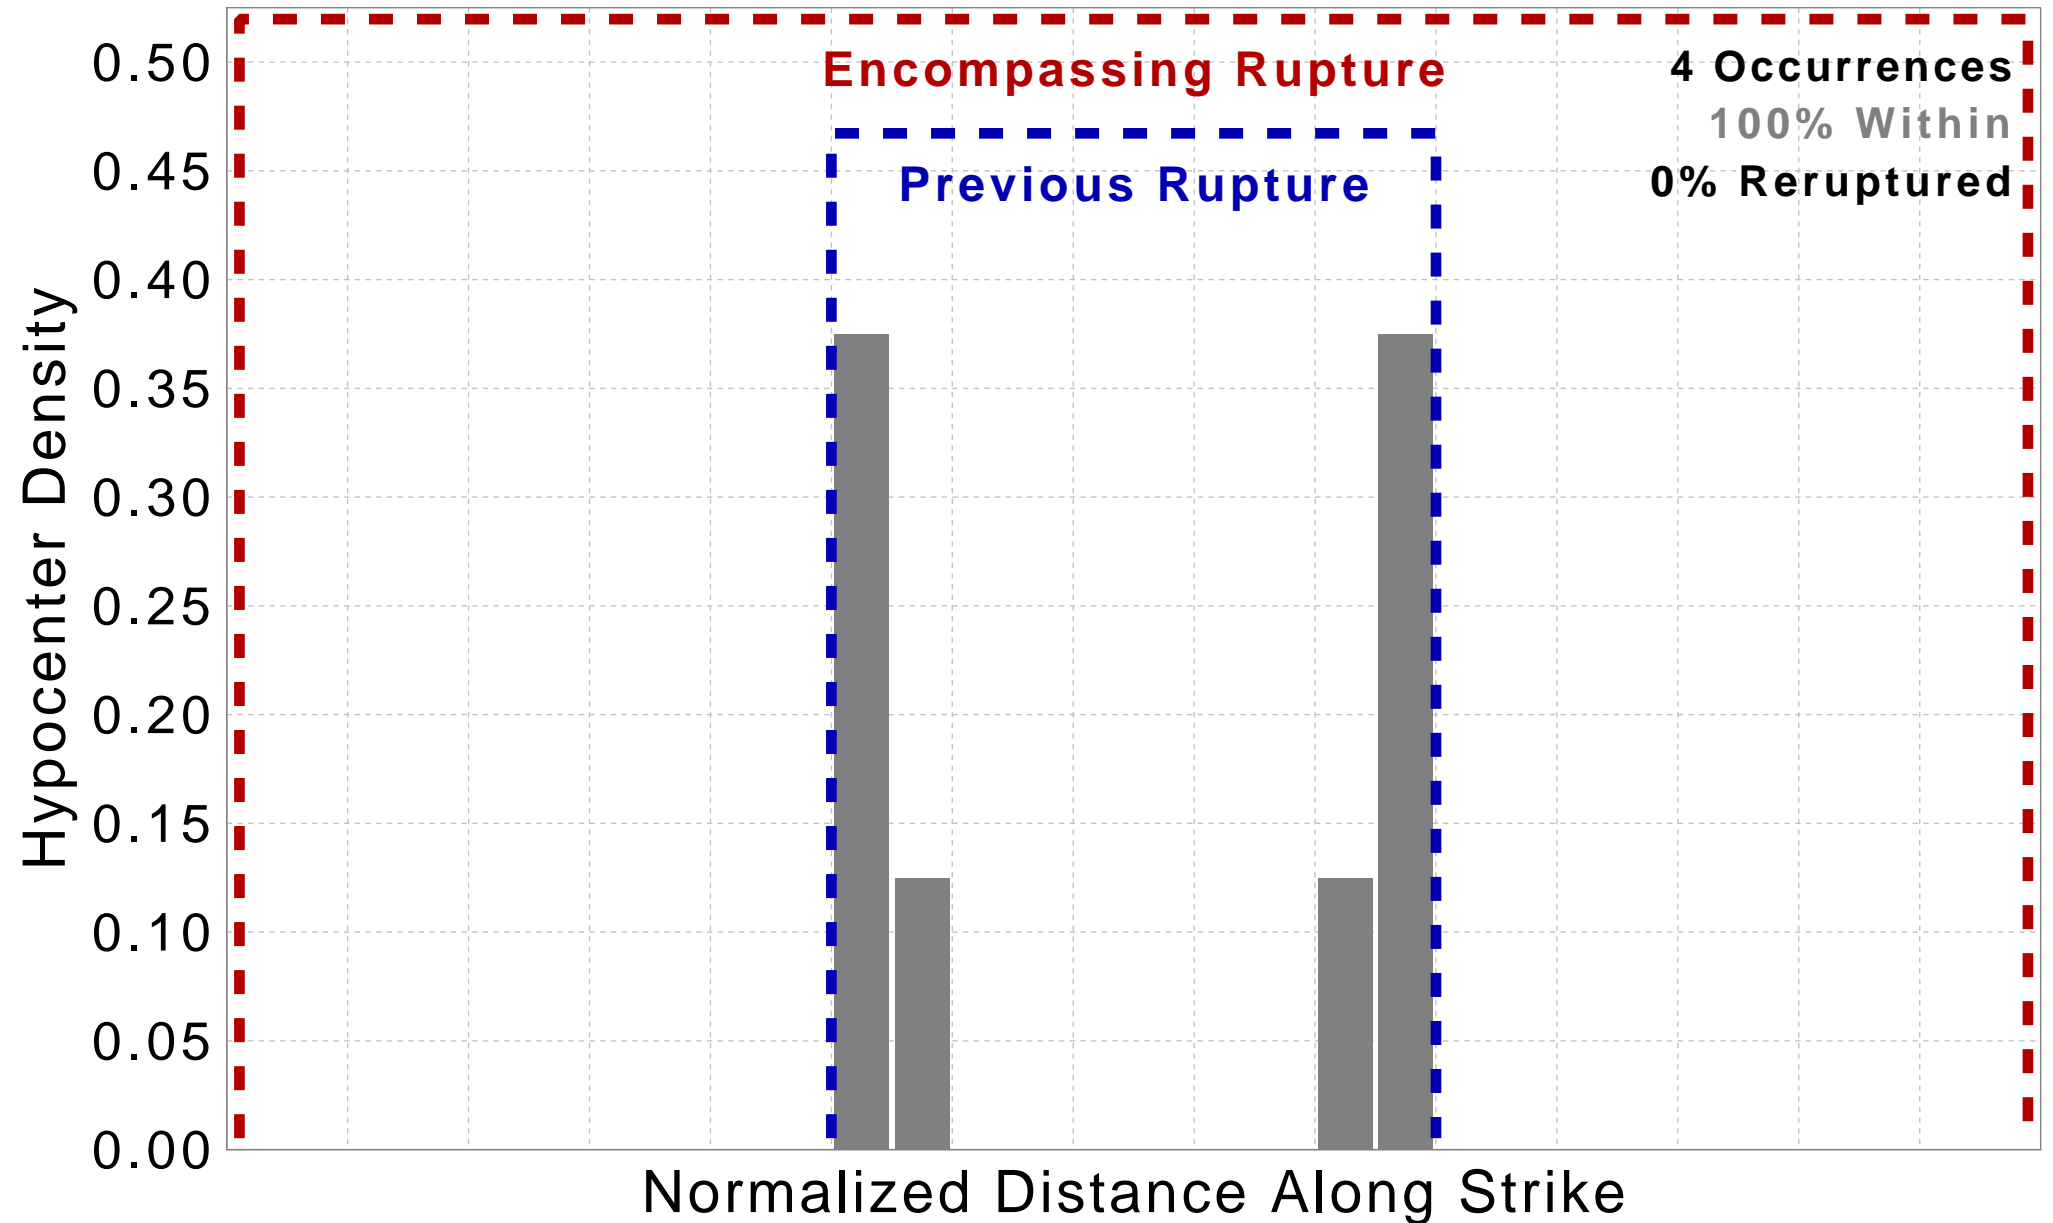 Encompassing Rupture
4 Occurrences
100% Within
Previous Rupture
0% Reruptured
Hypocenter Density
0.50
0.45
0.40
0.35
0.30
0.25
0.20
0.15
0.10
0.05
0.00
Normalized Distance Along Strike